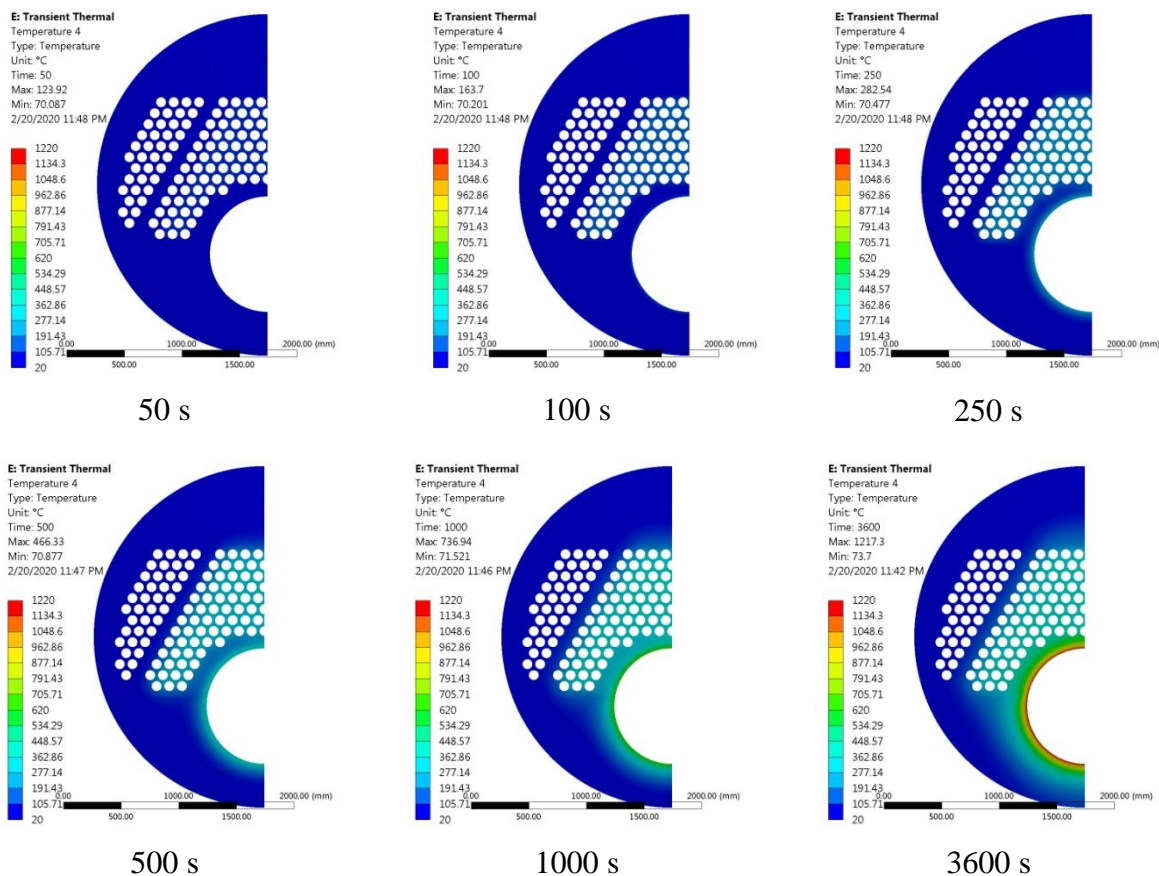 E: Transient Thermal
Temperature 4
Type: Temperature
Unit: °C
Time: 50
Max: 123.92
Min: 70.087
2/20/2020 11:48 PM
1220
1134.3
1048.6
962.86
877.14
791.43
705.71
620
534.29
448.57
362.86
277.14
191.43
105.71
20
0.00 1000.00 2000.00 (mm)
500.00 1500.00
50 s
E: Transient Thermal
Temperature 4
Type: Temperature
Unit: °C
Time: 100
Max: 163.7
Min: 70.201
2/20/2020 11:48 PM
1220
1134.3
1048.6
962.86
877.14
791.43
705.71
620
534.29
448.57
362.86
277.14
191.43
105.71
20
0.00 1000.00 2000.00 (mm)
500.00 1500.00
100 s
E: Transient Thermal
Temperature 4
Type: Temperature
Unit: °C
Time: 250
Max: 282.54
Min: 70.477
2/20/2020 11:48 PM
1220
1134.3
1048.6
962.86
877.14
791.43
705.71
620
534.29
448.57
362.86
277.14
191.43
105.71
20
0.00 1000.00 2000.00 (mm)
500.00 1500.00
250 s
E: Transient Thermal
Temperature 4
Type: Temperature
Unit: °C
Time: 500
Max: 466.33
Min: 70.877
2/20/2020 11:47 PM
1220
1134.3
1048.6
962.86
877.14
791.43
705.71
620
534.29
448.57
362.86
277.14
191.43
105.71
20
0.00 1000.00 2000.00 (mm)
500.00 1500.00
500 s
E: Transient Thermal
Temperature 4
Type: Temperature
Unit: °C
Time: 1000
Max: 736.94
Min: 71.521
2/20/2020 11:46 PM
1220
1134.3
1048.6
962.86
877.14
791.43
705.71
620
534.29
448.57
362.86
277.14
191.43
105.71
20
0.00 1000.00 2000.00 (mm)
500.00 1500.00
1000 s
E: Transient Thermal
Temperature 4
Type: Temperature
Unit: °C
Time: 3600
Max: 1217.3
Min: 73.7
2/20/2020 11:42 PM
1220
1134.3
1048.6
962.86
877.14
791.43
705.71
620
534.29
448.57
362.86
277.14
191.43
105.71
20
0.00 1000.00 2000.00 (mm)
500.00 1500.00
3600 s